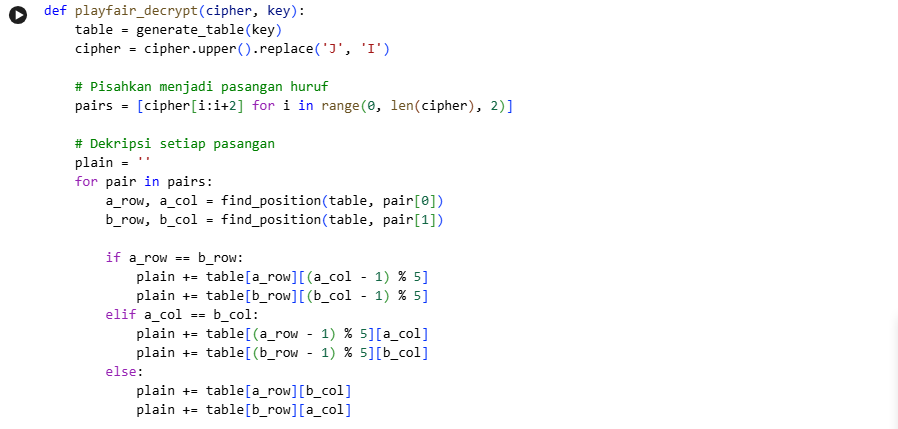 def playfair_decrypt(cipher, key):
    table = generate_table(key)
    cipher = cipher.upper().replace('J', 'I')

    # Pisahkan menjadi pasangan huruf
    pairs = [cipher[i:i+2] for i in range(0, len(cipher), 2)]

    # Dekripsi setiap pasangan
    plain = ''
    for pair in pairs:
        a_row, a_col = find_position(table, pair[0])
        b_row, b_col = find_position(table, pair[1])

        if a_row == b_row:
            plain += table[a_row][(a_col - 1) % 5]
            plain += table[b_row][(b_col - 1) % 5]
        elif a_col == b_col:
            plain += table[(a_row - 1) % 5][a_col]
            plain += table[(b_row - 1) % 5][b_col]
        else:
            plain += table[a_row][b_col]
            plain += table[b_row][a_col]